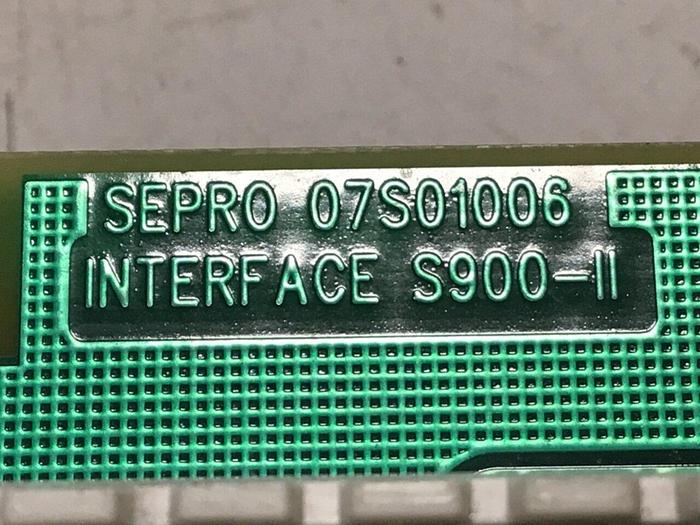 SEPRO 07S01006
INTERFACE S900-II